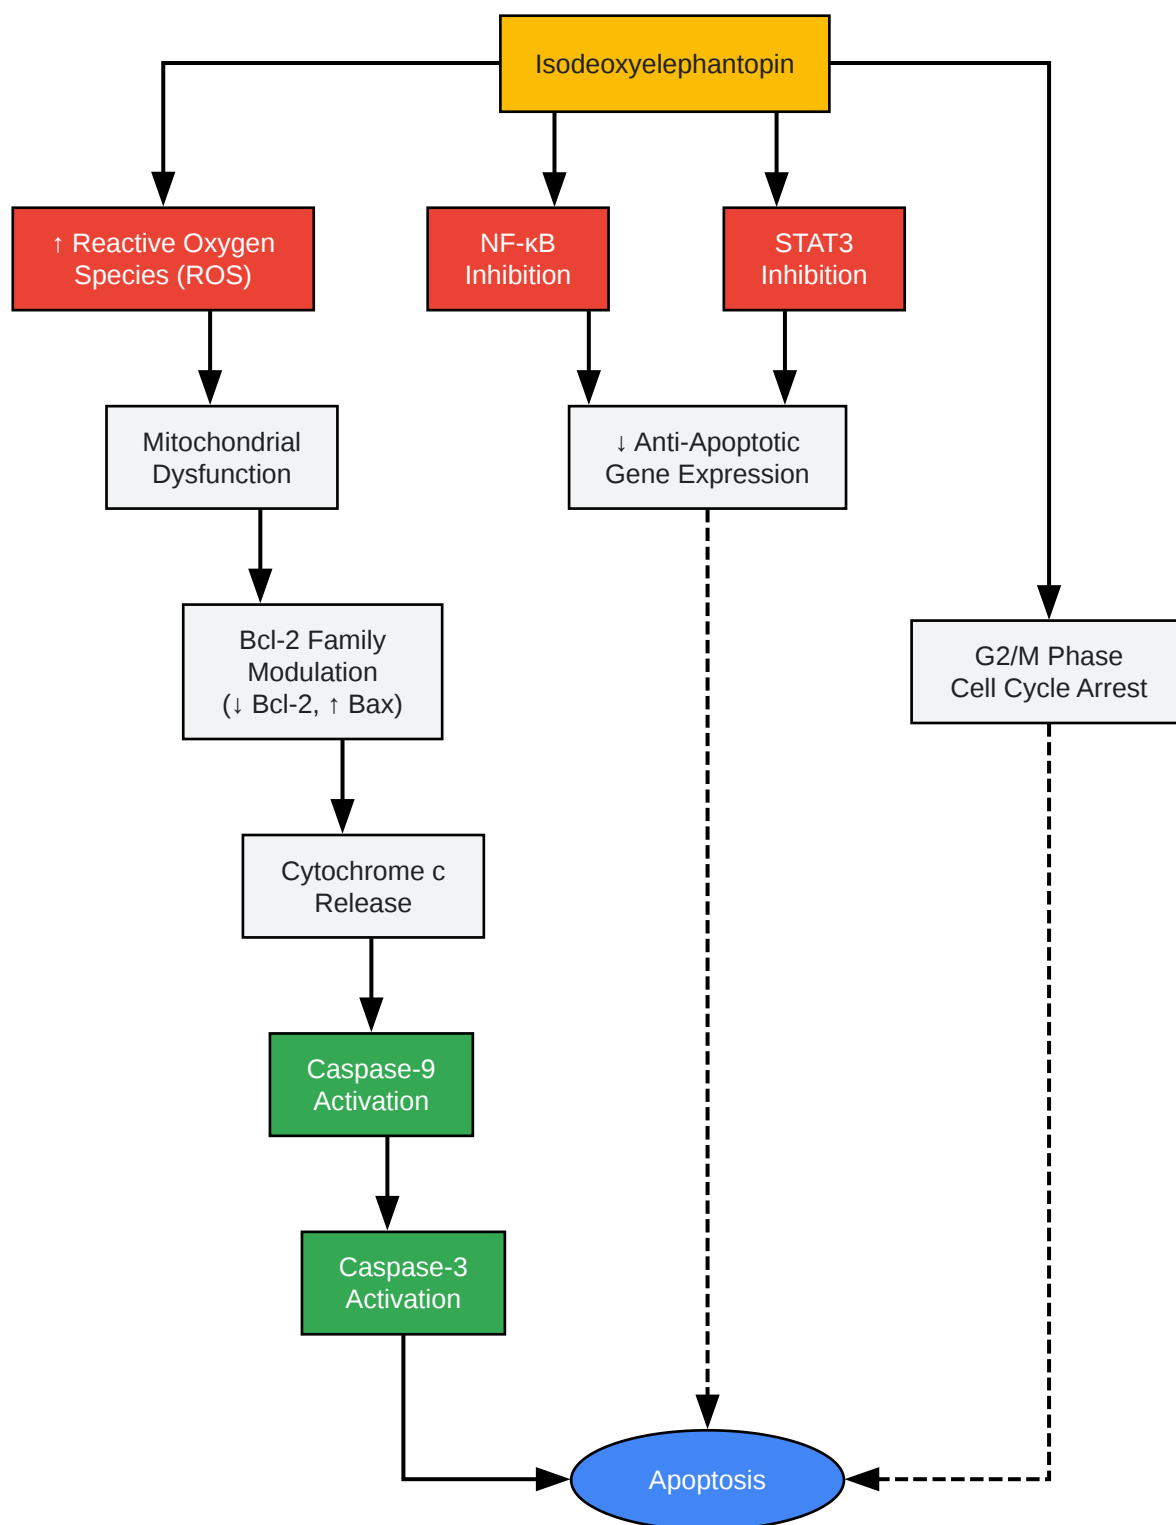 Isodeoxyelephantopin
↑ Reactive Oxygen
Species (ROS)
NF-κB
Inhibition
STAT3
Inhibition
Mitochondrial
Dysfunction
↓ Anti-Apoptotic
Gene Expression
Bcl-2 Family
Modulation
(↓ Bcl-2, ↑ Bax)
G2/M Phase
Cell Cycle Arrest
Cytochrome c
Release
Caspase-9
Activation
Caspase-3
Activation
Apoptosis